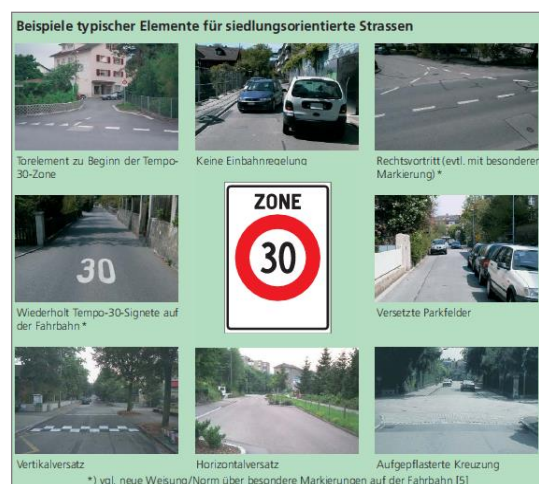 Beispiele typischer Elemente für siedlungsorientierte Strassen
Torelement zu Beginn der Tempo-
30-Zone
Keine Einbahnregelung
Rechtsvortritt (evtl. mit besonderer
Markierung) *
30
Wiederholt Tempo-30-Signete auf
der Fahrbahn *
ZONE
30
Versetzte Parkfelder
Vertikalversatz
Horizontalversatz
Aufgepflasterte Kreuzung
*) vgl. neue Weisung/Norm über besondere Markierungen auf der Fahrbahn [5]